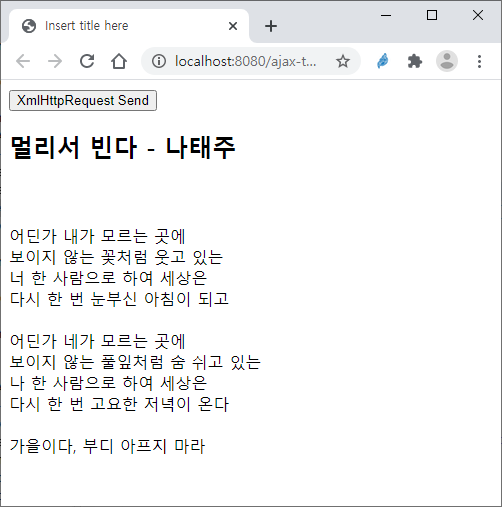 Insert title here
localhost:8080/ajax-t...
XmlHttpRequest Send
멀리서 빈다 - 나태주
어딘가 내가 모르는 곳에
보이지 않는 꽃처럼 웃고 있는
너 한 사람으로 하여 세상은
다시 한 번 눈부신 아침이 되고
어딘가 네가 모르는 곳에
보이지 않는 풀잎처럼 숨 쉬고 있는
나 한 사람으로 하여 세상은
다시 한 번 고요한 저녁이 온다
가을이다, 부디 아프지 마라